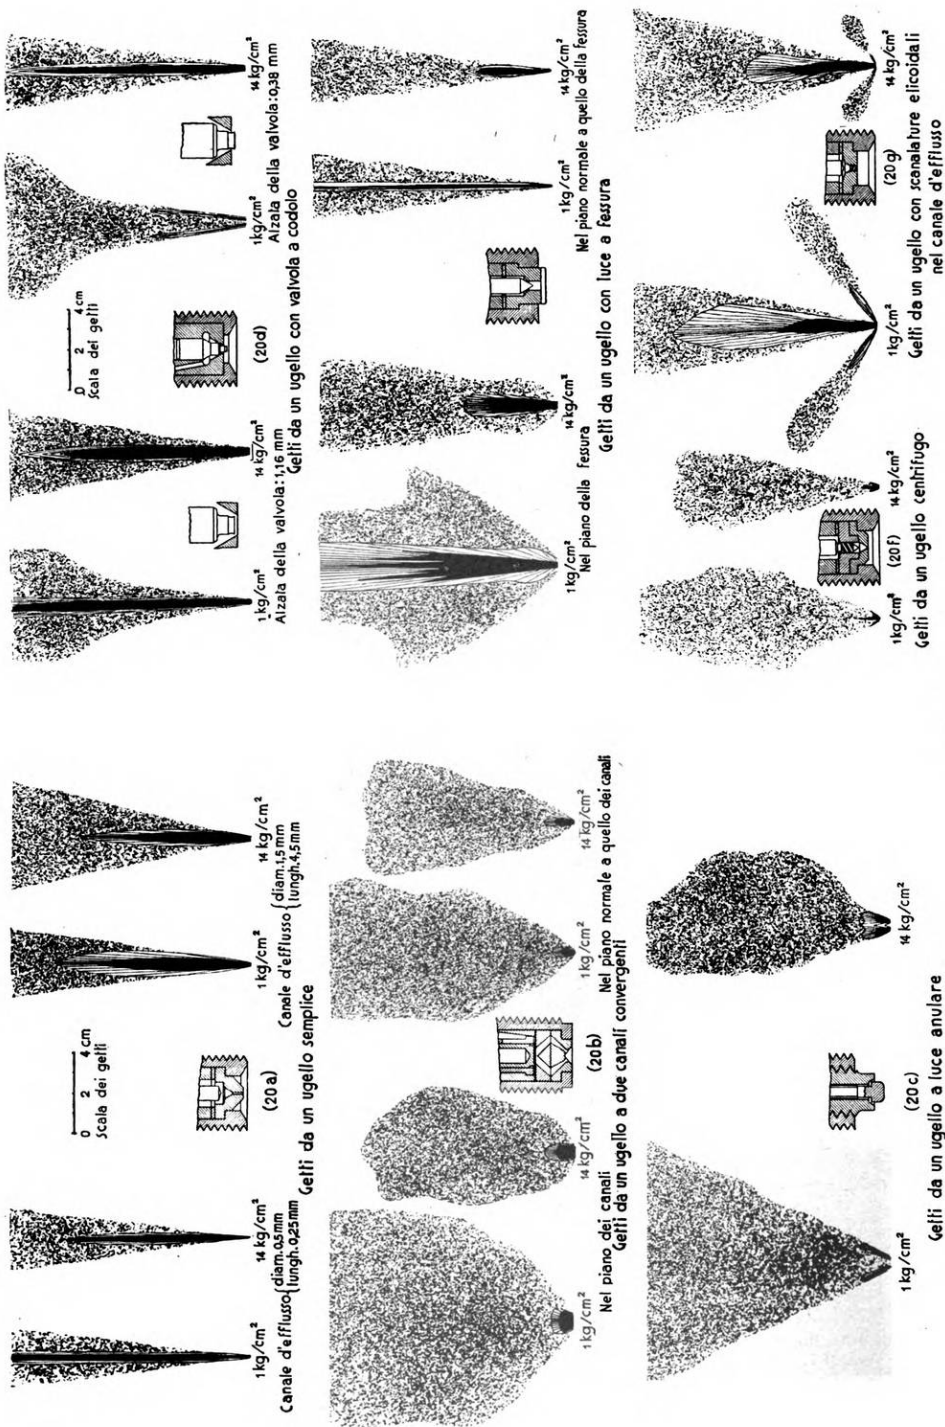 0 2 4 cm
Scala dei getti
1 kg/cm²
14 kg/cm²
1 kg/cm²
14 kg/cm²
Canale d'efflusso {diam.0,5mm
lungh.0,25mm
(20a)
Canale d'efflusso {diam.1,5 mm
lungh.4,5mm
Getti da un ugello semplice
1 kg/cm²
14 kg/cm²
1 kg/cm²
14 kg/cm²
Nel piano dei canali
(20b)
Nel piano normale a quello dei canali
Getti da un ugello a due canali convergenti
1 kg/cm²
(20c)
14 kg/cm²
Getti da un ugello a luce anulare
0 2 4 cm
Scala dei getti
1 kg/cm²
14 kg/cm²
1 kg/cm²
14 kg/cm²
Alzata della valvola: 1,16 mm
(20d)
Alzata della valvola: 0,38 mm
Getti da un ugello con valvola a codolo
1 kg/cm²
14 kg/cm²
1 kg/cm²
14 kg/cm²
Nel piano della fessura
Nel piano normale a quello della fessura
Getti da un ugello con luce a fessura
1 kg/cm²
(20f)
14 kg/cm²
1 kg/cm²
(20g)
14 kg/cm²
Getti da un ugello centrifugo
Getti da un ugello con scanalature elicoidali
nel canale d'efflusso